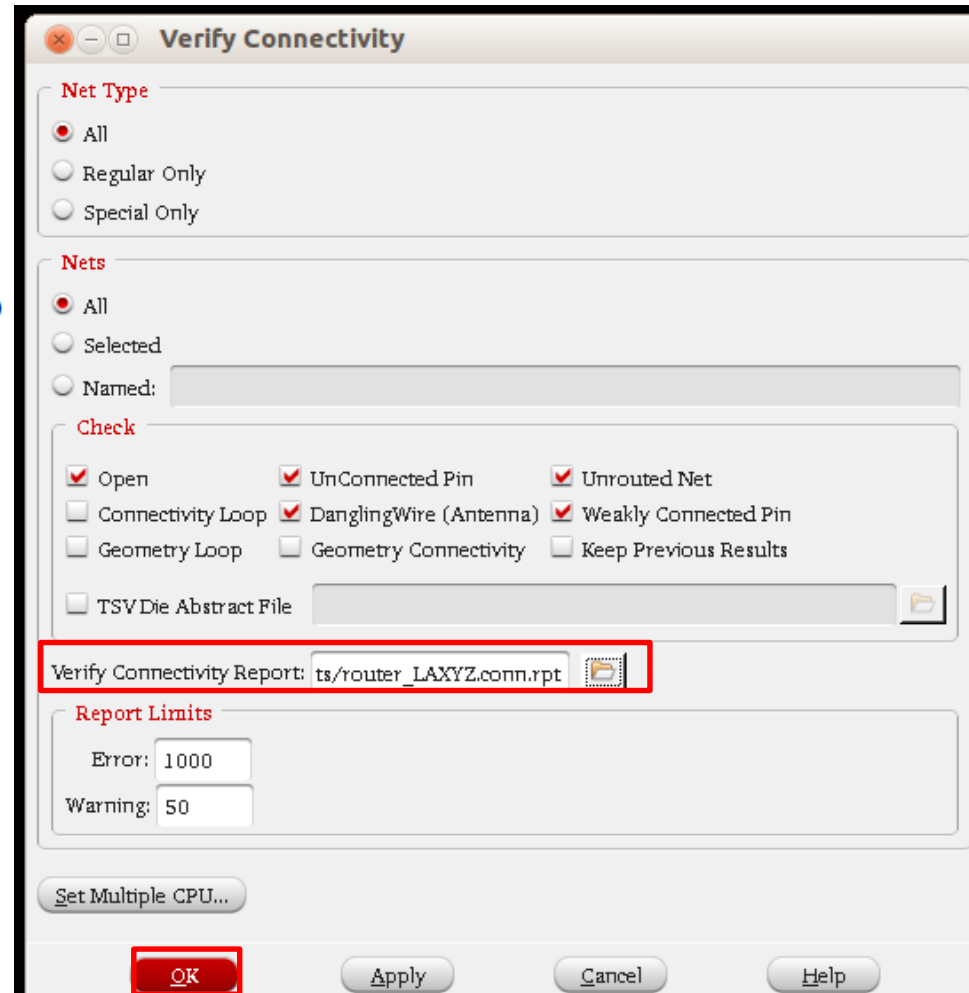 Verify Connectivity
Net Type
All
Regular Only
Special Only
Nets
All
Selected
Named:
Check
Open UnConnected Pin Unrouted Net
Connectivity Loop DanglingWire (Antenna) Weakly Connected Pin
Geometry Loop Geometry Connectivity Keep Previous Results
TSV Die Abstract File
Verify Connectivity Report: ts/router_LAXYZ.conn.rpt
Report Limits
Error: 1000
Warning: 50
Set Multiple CPU...
OK Apply Cancel Help